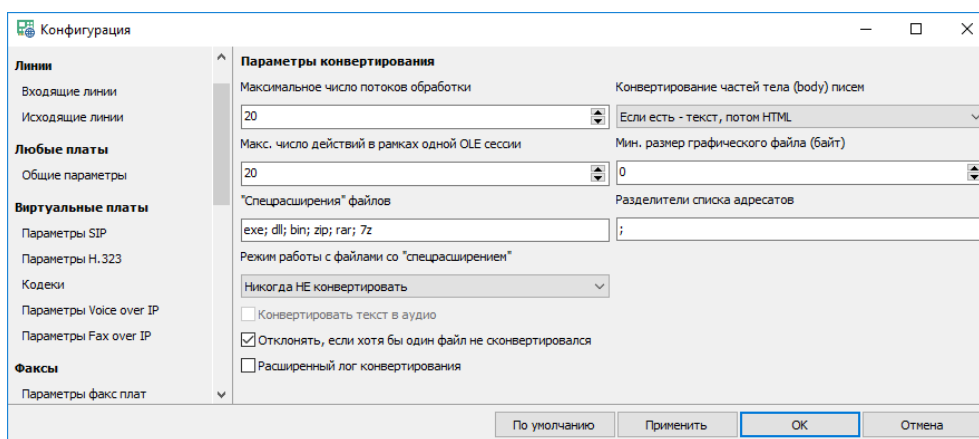 Конфигурация
Линии
Входящие линии
Исходящие линии
Любые платы
Общие параметры
Виртуальные платы
Параметры SIP
Параметры H.323
Кодеки
Параметры Voice over IP
Параметры Fax over IP
Факсы
Параметры факс плат
Параметры конвертирования
Максимальное число потоков обработки
20
Макс. число действий в рамках одной OLE сессии
20
"Спецрасширения" файлов
exe; dll; bin; zip; rar; 7z
Режим работы с файлами со "спецрасширением"
Никогда НЕ конвертировать
Конвертировать текст в аудио
Отклонять, если хотя бы один файл не сконвертировался
Расширенный лог конвертирования
Конвертирование частей тела (body) писем
Если есть - текст, потом HTML
Мин. размер графического файла (байт)
0
Разделители списка адресатов
;
По умолчанию
Применить
OK
Отмена